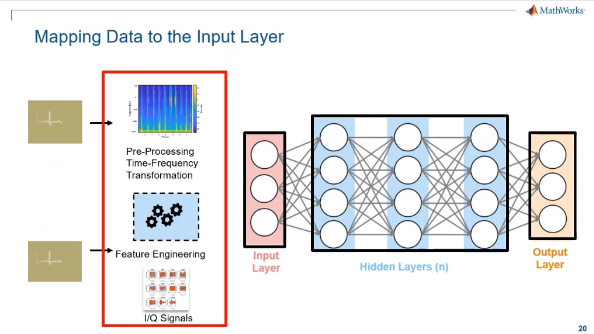 MathWorks
Mapping Data to the Input Layer
Pre-Processing
Time-Frequency
Transformation
Feature Engineering
I/Q Signals
Input
Layer
Hidden Layers (n)
Output
Layer
20